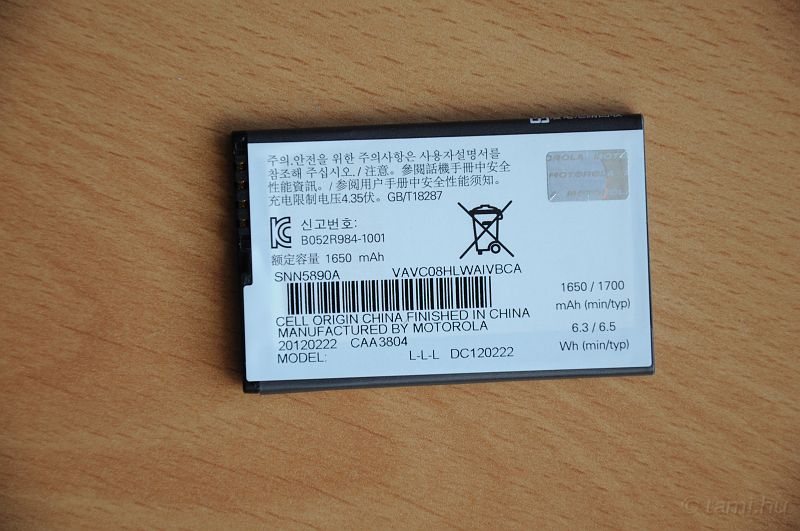 주의.안전을 위한 주의사항은 사용자설명서를
참조해 주십시오. /注意。參閱話機手冊中安全
性能資訊。/ 参阅用户手册中安全性能须知。
充电限制电压4.35伏。GB/T18287
신고번호:
B052R984-1001
额定容量 1650 mAh
SNN5890A VAVC08HLWAIVBCA
CELL ORIGIN CHINA FINISHED IN CHINA
MANUFACTURED BY MOTOROLA
20120222 CAA3804
MODEL: L-L-L DC120222
OROLA MOTO
MOTOROLA
MOTOROLA
1650 / 1700
mAh (min/typ)
6.3 / 6.5
Wh (min/typ)
© tami.hu